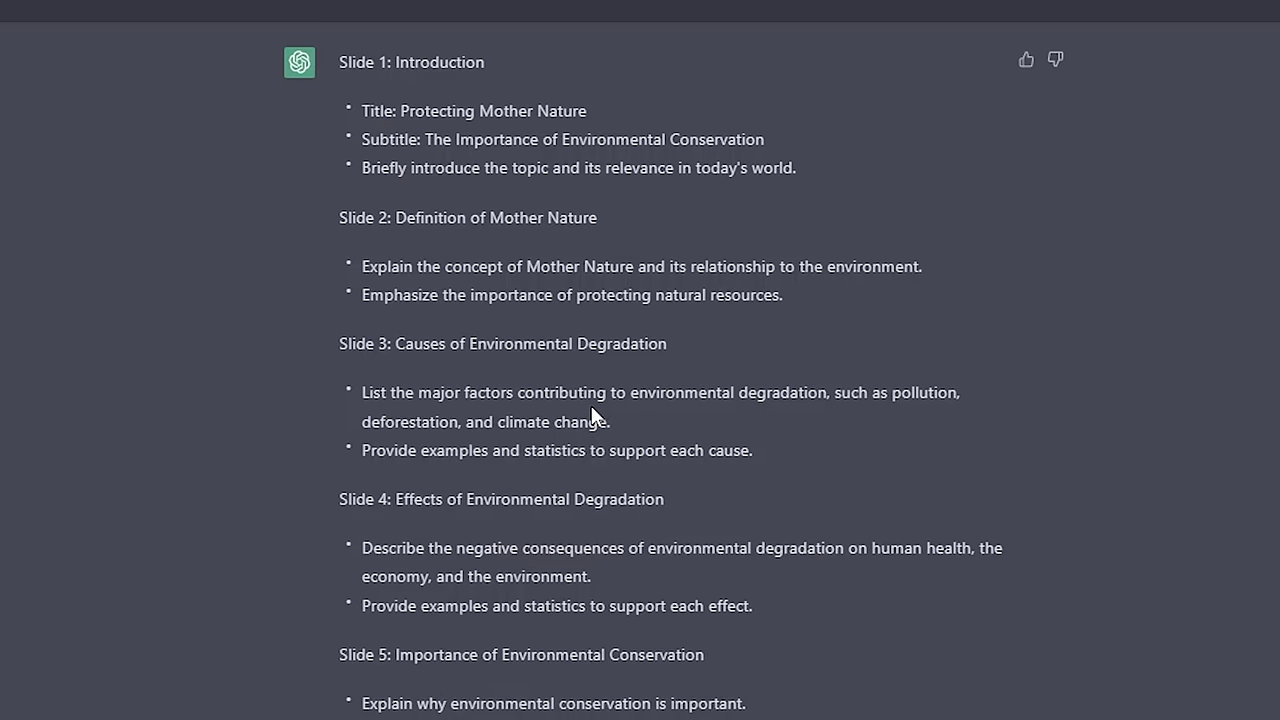 Slide 1: Introduction
• Title: Protecting Mother Nature
• Subtitle: The Importance of Environmental Conservation
• Briefly introduce the topic and its relevance in today's world.
Slide 2: Definition of Mother Nature
• Explain the concept of Mother Nature and its relationship to the environment.
• Emphasize the importance of protecting natural resources.
Slide 3: Causes of Environmental Degradation
• List the major factors contributing to environmental degradation, such as pollution,
deforestation, and climate change.
• Provide examples and statistics to support each cause.
Slide 4: Effects of Environmental Degradation
• Describe the negative consequences of environmental degradation on human health, the
economy, and the environment.
• Provide examples and statistics to support each effect.
Slide 5: Importance of Environmental Conservation
• Explain why environmental conservation is important.